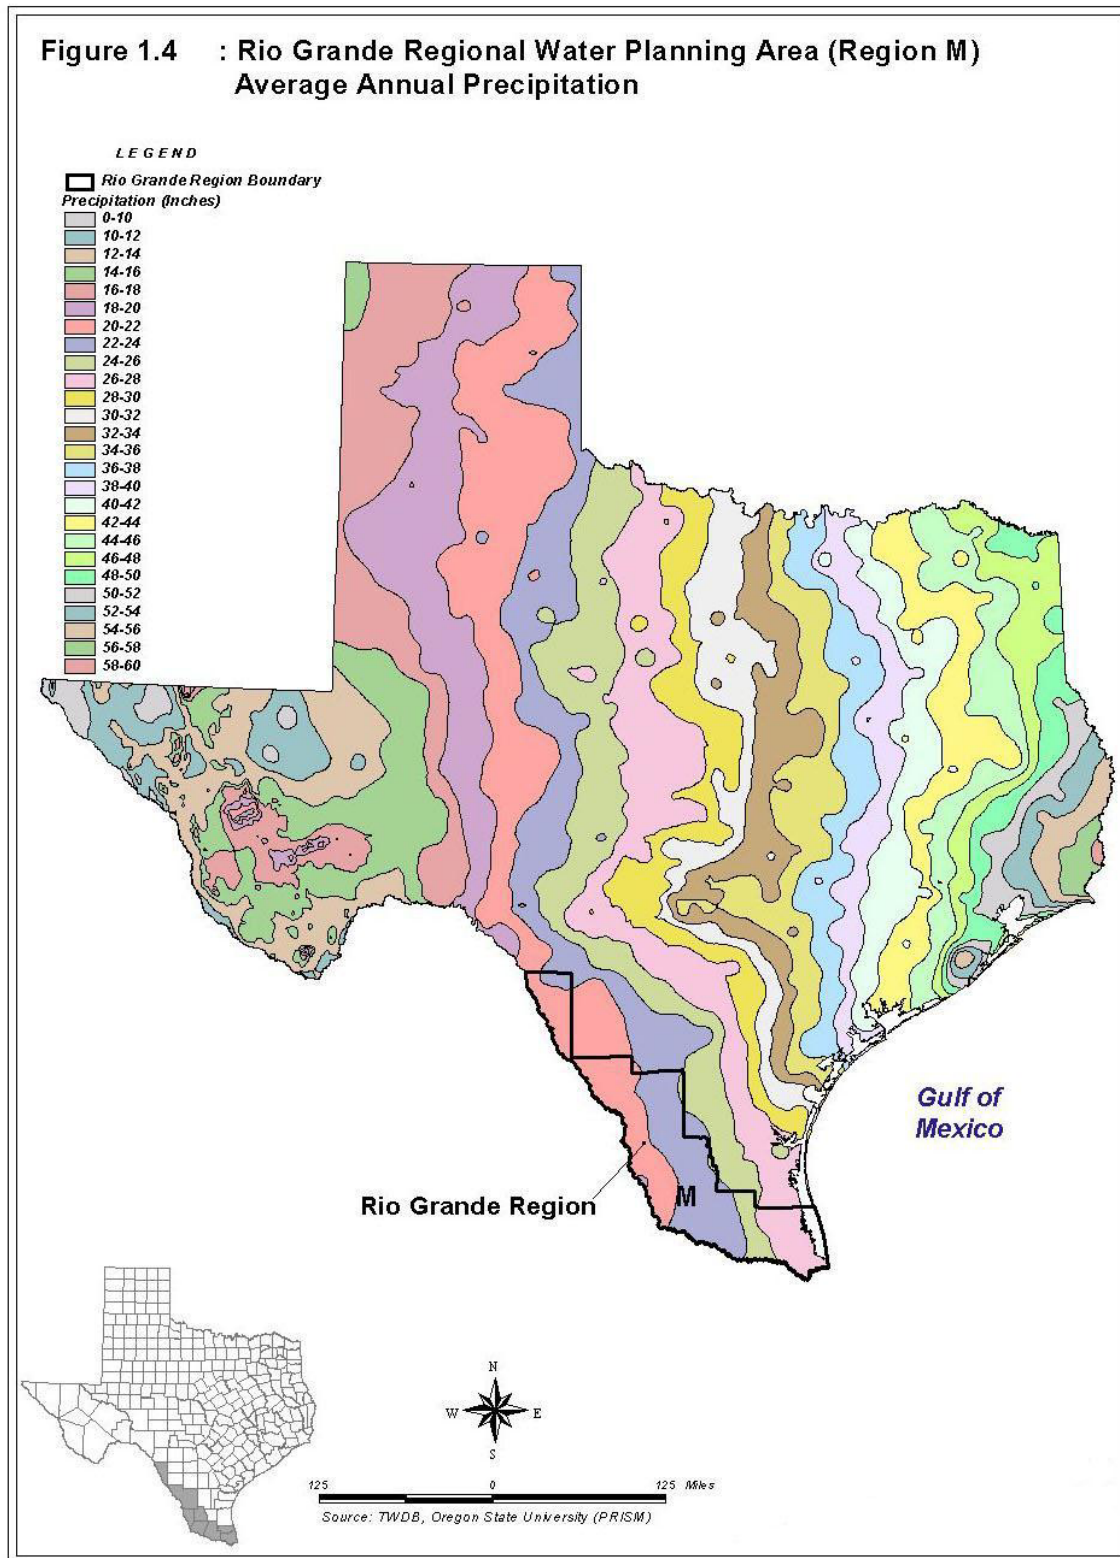 Figure 1.4 : Rio Grande Regional Water Planning Area (Region M)
Average Annual Precipitation
LEGEND
Rio Grande Region Boundary
Precipitation (Inches)
0-10
10-12
12-14
14-16
16-18
18-20
20-22
22-24
24-26
26-28
28-30
30-32
32-34
34-36
36-38
38-40
40-42
42-44
44-46
46-48
48-50
50-52
52-54
54-56
56-58
58-60
Gulf of
Mexico
M
Rio Grande Region
N
W E
S
125 0 125 Miles
Source: TWDB, Oregon State University (PRISM)